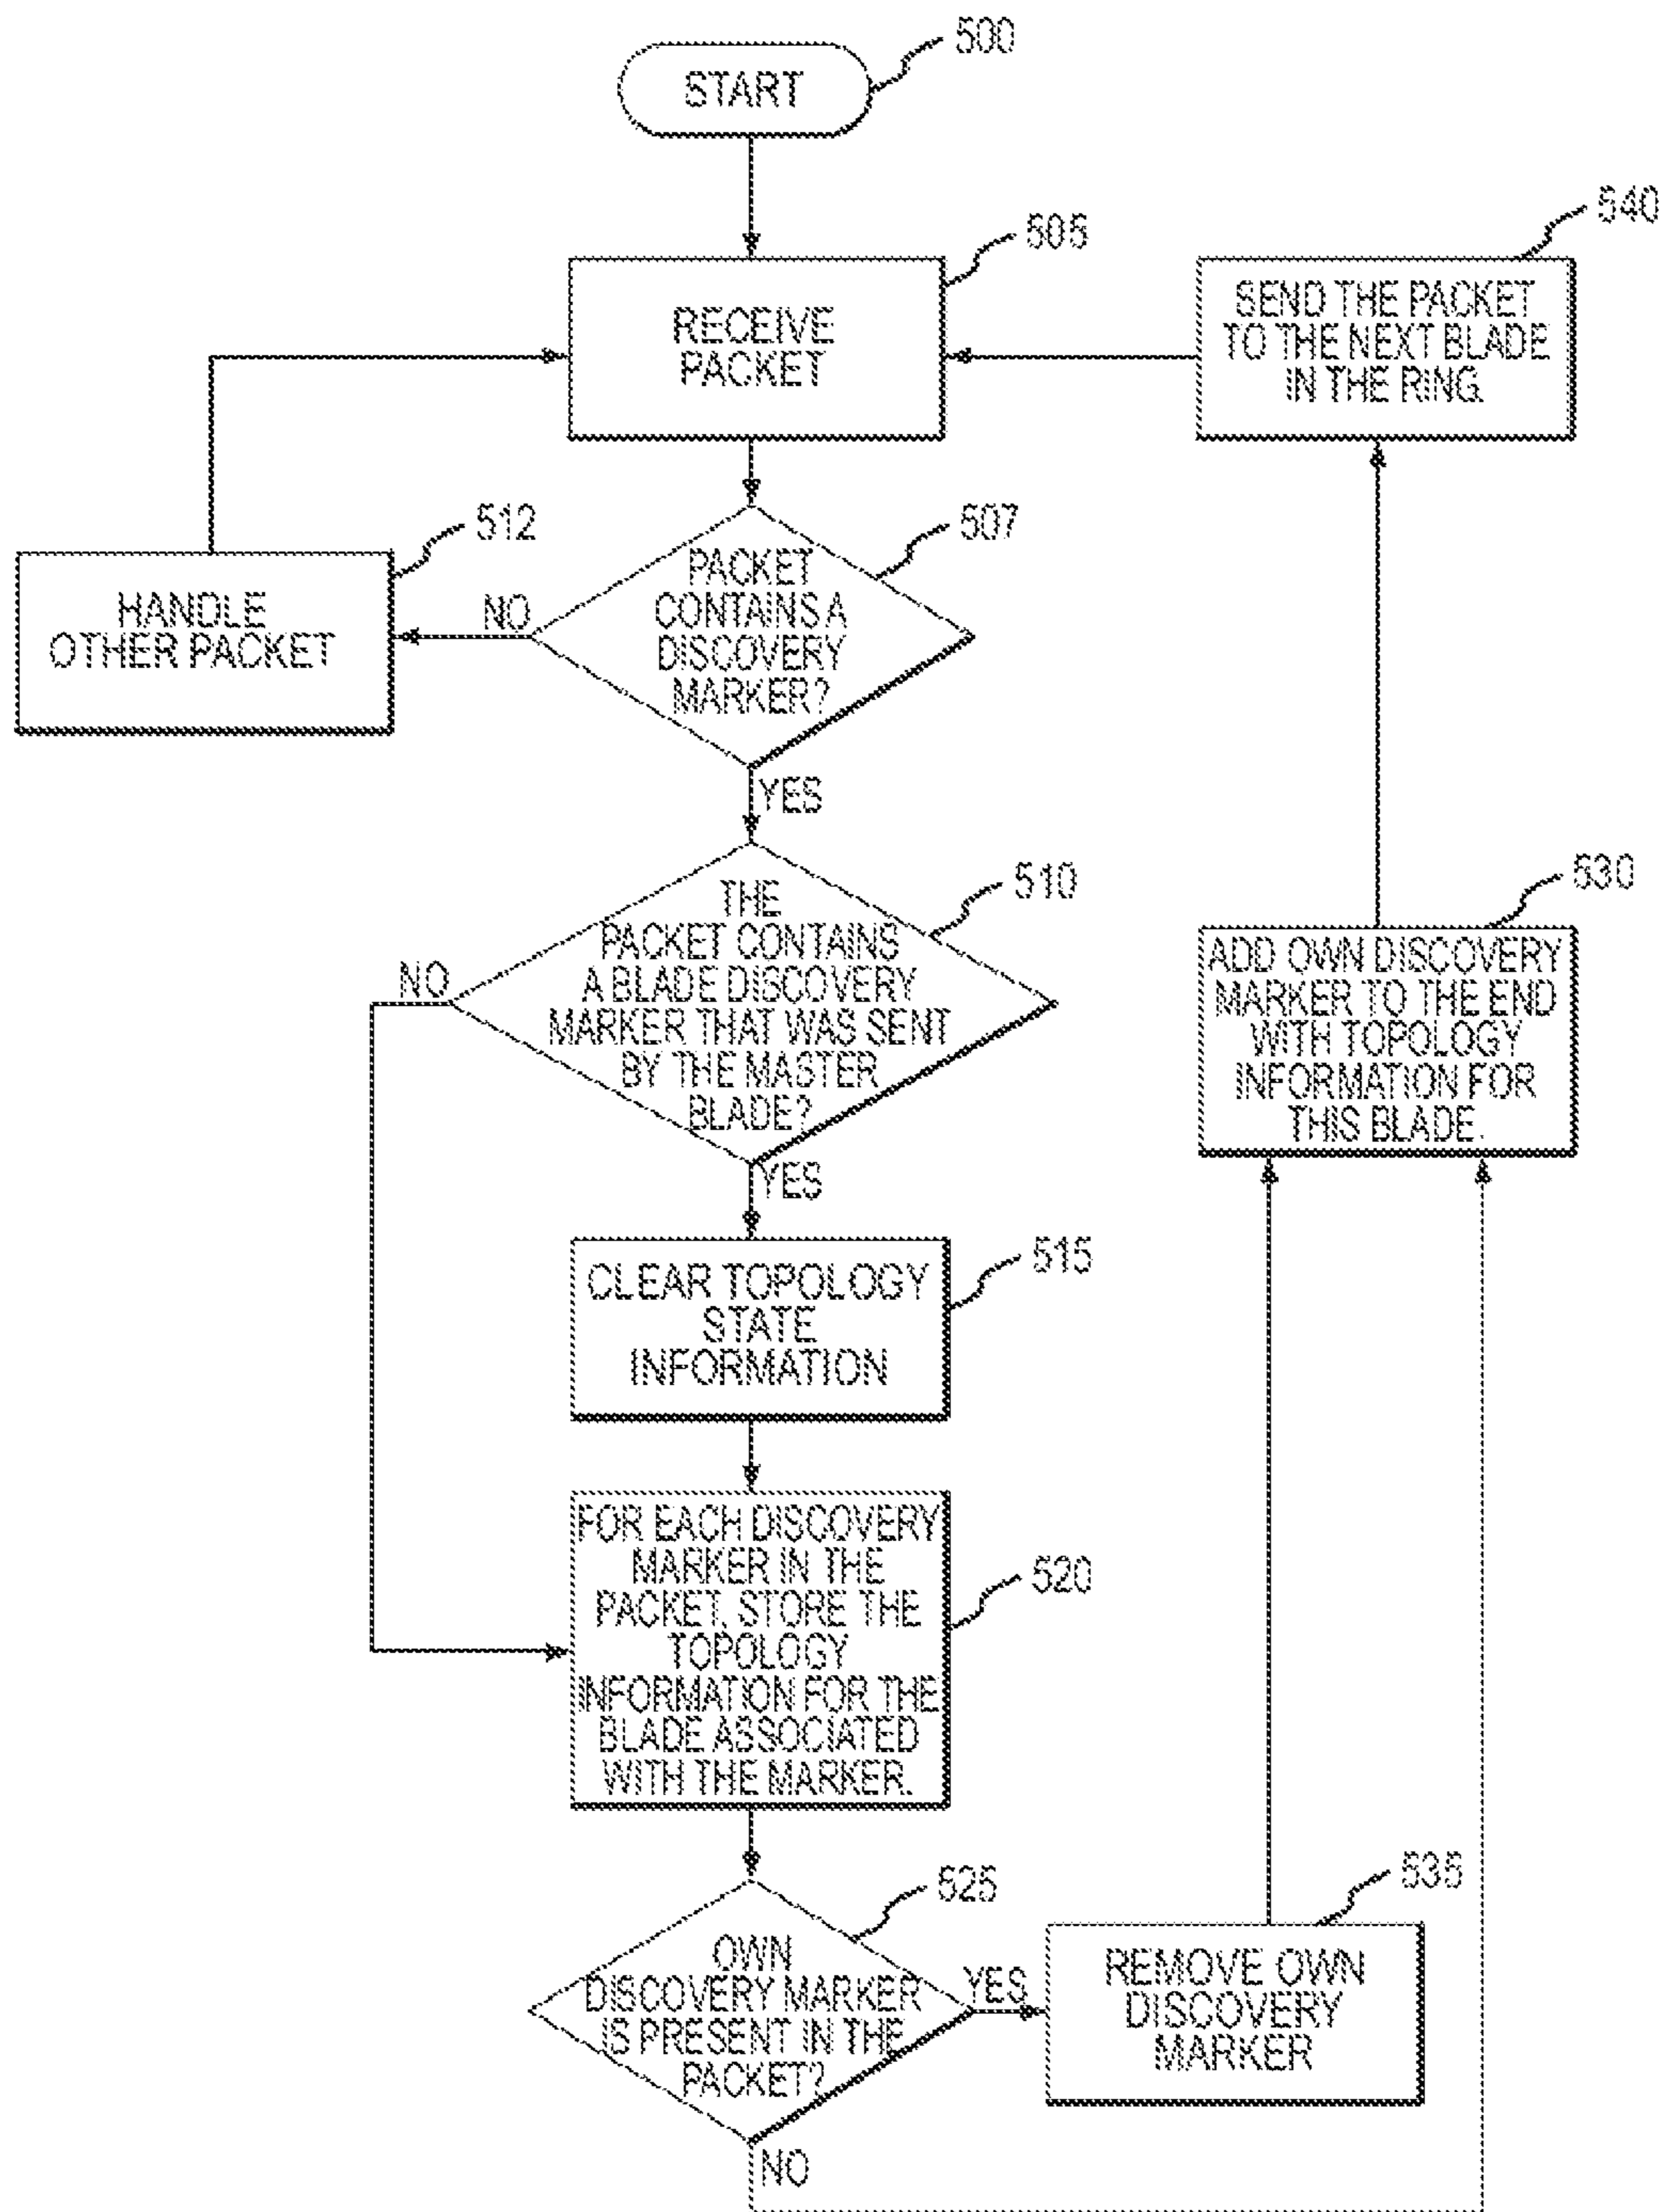 500
START
505
RECEIVE
PACKET
540
SEND THE PACKET
TO THE NEXT BLADE
IN THE RING.
512
HANDLE
OTHER PACKET
507
PACKET
CONTAINS A
DISCOVERY
MARKER?
NO
YES
510
THE
PACKET CONTAINS
A BLADE DISCOVERY
MARKER THAT WAS SENT
BY THE MASTER
BLADE?
NO
YES
530
ADD OWN DISCOVERY
MARKER TO THE END
WITH TOPOLOGY
INFORMATION FOR
THIS BLADE.
515
CLEAR TOPOLOGY
STATE
INFORMATION
520
FOR EACH DISCOVERY
MARKER IN THE
PACKET, STORE THE
TOPOLOGY
INFORMATION FOR THE
BLADE ASSOCIATED
WITH THE MARKER.
525
OWN
DISCOVERY MARKER
IS PRESENT IN THE
PACKET?
YES
NO
535
REMOVE OWN
DISCOVERY
MARKER